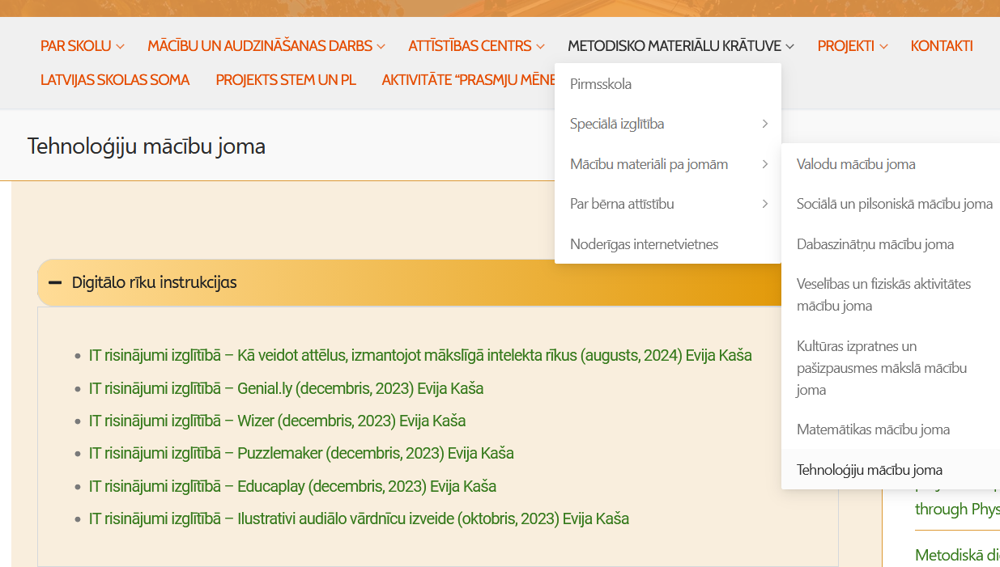 PAR SKOLU
MĀCĪBU UN AUDZINĀŠANAS DARBS
ATTĪSTĪBAS CENTRS
METODISKO MATERIĀLU KRĀTUVE
PROJEKTI
KONTAKTI
LATVIJAS SKOLAS SOMA
PROJEKTS STEM UN PL
AKTIVITĀTE “PRASMJU
Pirmsskola
Speciālā izglītība
Mācību materiāli pa jomām
Par bērna attīstību
Noderīgas internetvietnes
Valodu mācību joma
Sociālā un pilsoniskā mācību joma
Dabaszinātņu mācību joma
Veselības un fiziskās aktivitātes
mācību joma
Kultūras izpratnes un
pašizpausmes mākslā mācību
joma
Matemātikas mācību joma
Tehnoloģiju mācību joma
Tehnoloģiju mācību joma
Digitālo rīku instrukcijas
IT risinājumi izglītībā – Kā veidot attēlus, izmantojot mākslīgā intelekta rīkus (augusts, 2024) Evija Kaša
IT risinājumi izglītībā – Genial.ly (decembris, 2023) Evija Kaša
IT risinājumi izglītībā – Wizer (decembris, 2023) Evija Kaša
IT risinājumi izglītībā – Puzzlemaker (decembris, 2023) Evija Kaša
IT risinājumi izglītībā – Educaplay (decembris, 2023) Evija Kaša
IT risinājumi izglītībā – Ilustrativi audiālo vārdnīcu izveide (oktobris, 2023) Evija Kaša
through
Metodiskā